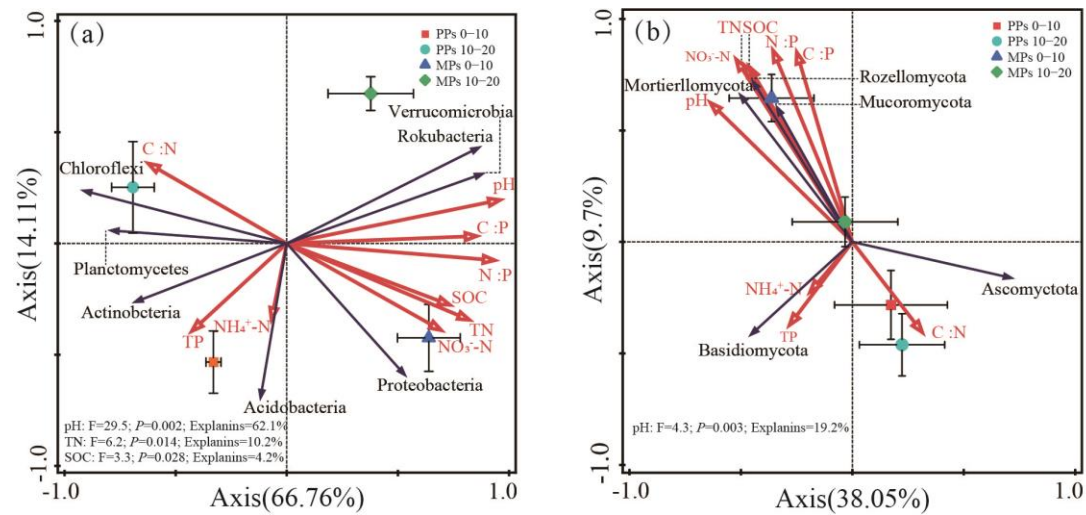 1.0
(a)
PPs 0-10
PPs 10-20
MPs 0-10
MPs 10-20
Verrucomicrobia
Rokubacteria
C :N
Chloroflexi
pH
C :P
N :P
Planctomycetes
SOC
Actinobcteria
NH₄⁺-N
TN
TP
NO₃⁻-N
Proteobacteria
Acidobacteria
pH: F=29.5; P=0.002; Explanins=62.1%
TN: F=6.2; P=0.014; Explanins=10.2%
SOC: F=3.3; P=0.028; Explanins=4.2%
Axis(14.11%)
-1.0
-1.0
Axis(66.76%)
1.0
1.0
(b)
PPs 0-10
PPs 10-20
MPs 0-10
MPs 10-20
TNSOC
N :P
C :P
NO₃⁻-N
Rozellomycota
Mortierllomycota
Mucoromycota
pH
Ascomyctota
NH₄⁺-N
TP
C :N
Basidiomycota
pH: F=4.3; P=0.003; Explanins=19.2%
Axis(9.7%)
-1.0
-1.0
Axis(38.05%)
1.0